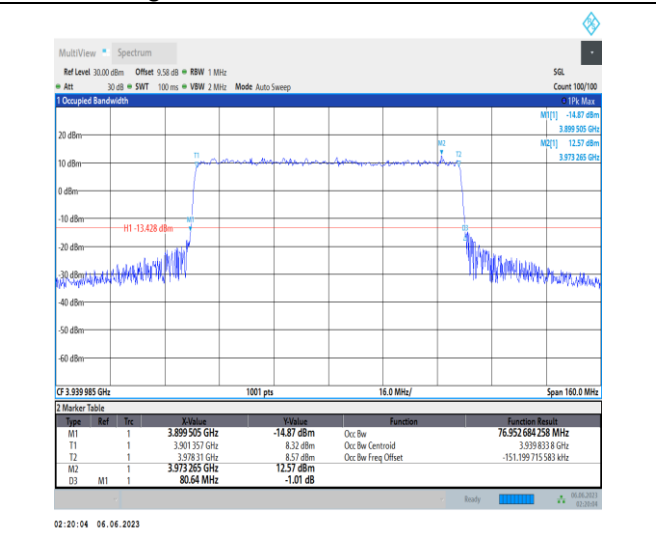 MultiView Spectrum
Ref Level 30.00 dBm Offset 9.58 dB RBW 1 MHz SGL
Att 30 dB SWT 100 ms VBW 2 MHz Mode Auto Sweep Count 100/100
1 Occupied Bandwidth 1Pk Max
M1[1] -14.87 dBm
3.899 505 GHz
M2[1] 12.57 dBm
3.973 265 GHz
20 dBm
M2
T1 T2
10 dBm
0 dBm
-10 dBm
M1
H1 -13.428 dBm D3
-20 dBm
-30 dBm
-40 dBm
-50 dBm
-60 dBm
CF 3.939 985 GHz 1001 pts 16.0 MHz/ Span 160.0 MHz
2 Marker Table
Type Ref Trc X-Value Y-Value Function Function Result
M1 1 3.899 505 GHz -14.87 dBm Occ Bw 76.952 684 258 MHz
T1 1 3.901 357 GHz 8.32 dBm Occ Bw Centroid 3.939 833 8 GHz
T2 1 3.978 31 GHz 8.57 dBm Occ Bw Freq Offset -151.199 715 583 kHz
M2 1 3.973 265 GHz 12.57 dBm
D3 M1 1 80.64 MHz -1.01 dB
Ready 06.06.2023
02:20:04
02:20:04 06.06.2023